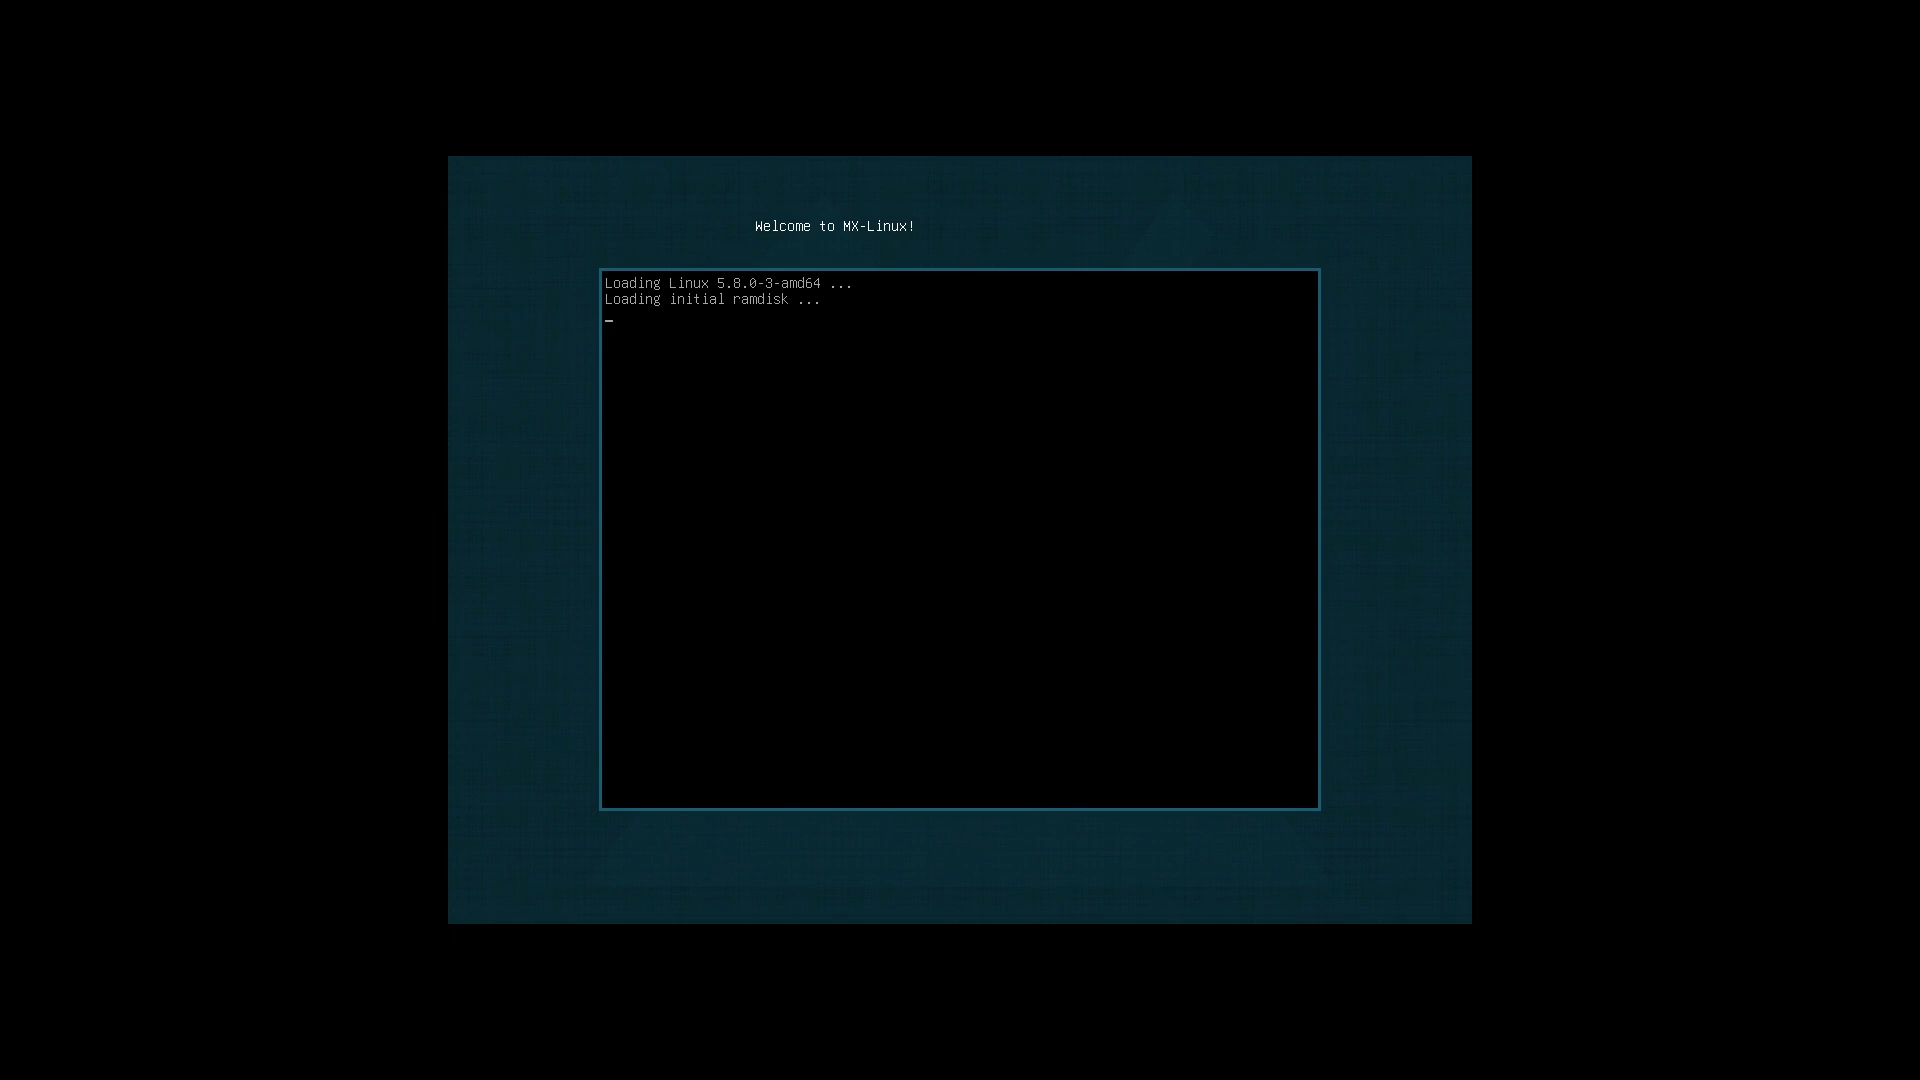 Welcome to MX-Linux!
Loading Linux 5.8.0-3-amd64 ...
Loading initial ramdisk ...
_